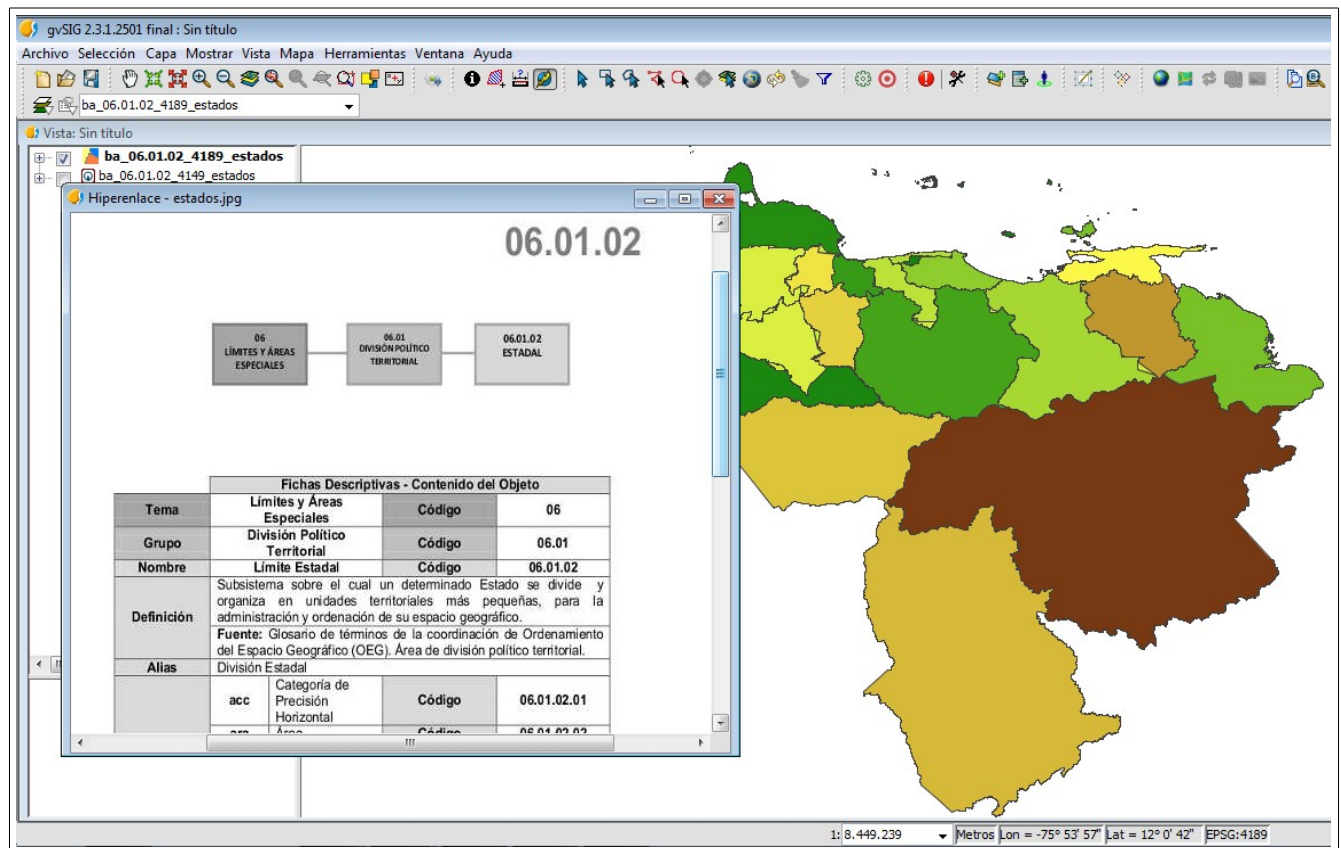 gvSIG 2.3.1.2501 final : Sin título
Archivo Selección Capa Mostrar Vista Mapa Herramientas Ventana Ayuda
ba_06.01.02_4189_estados
Vista: Sin título
ba_06.01.02_4189_estados
ba_06.01.02_4149_estados
Hiperenlace - estados.jpg
06.01.02
06
LÍMITES Y ÁREAS
ESPECIALES
06.01
DIVISIÓN POLÍTICO
TERRITORIAL
06.01.02
ESTADAL
Fichas Descriptivas - Contenido del Objeto
Tema
Límites y Áreas
Especiales
Código
06
Grupo
División Político
Territorial
Código
06.01
Nombre
Límite Estadal
Código
06.01.02
Definición
Subsistema sobre el cual un determinado Estado se divide y
organiza en unidades territoriales más pequeñas, para la
administración y ordenación de su espacio geográfico.
Fuente: Glosario de términos de la coordinación de Ordenamiento
del Espacio Geográfico (OEG). Área de división político territorial.
Alias
División Estadal
acc
Categoría de
Precisión
Horizontal
Código
06.01.02.01
Área
Código
06.01.02.02
1: 8.449.239
Metros
Lon = -75° 53' 57"
Lat = 12° 0' 42"
EPSG:4189